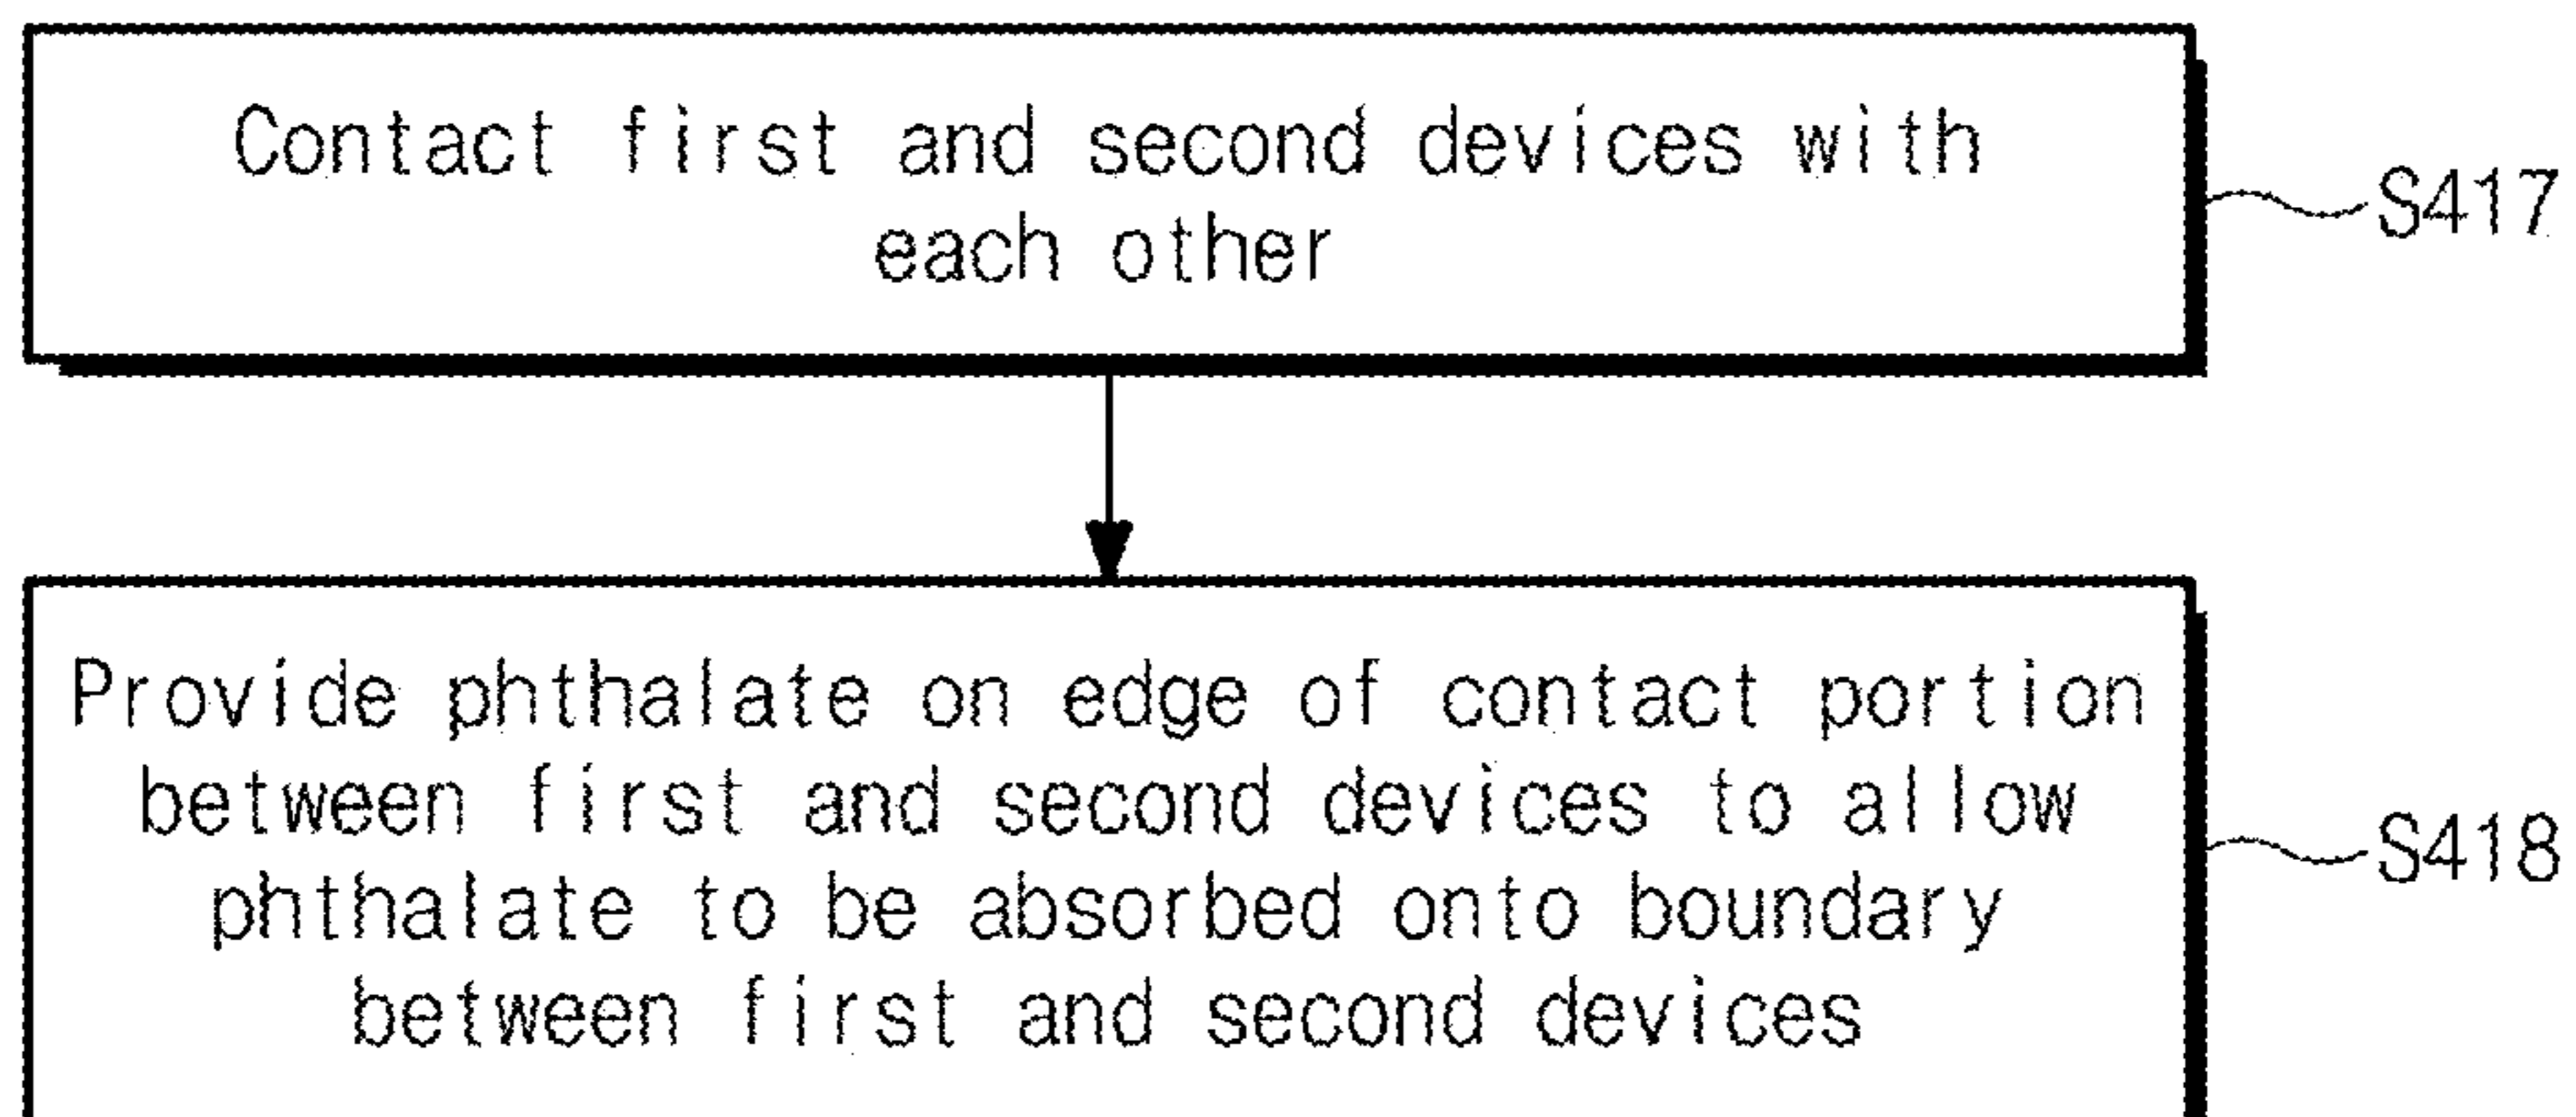 Contact first and second devices with
each other
S417
Provide phthalate on edge of contact portion
between first and second devices to allow
phthalate to be absorbed onto boundary
between first and second devices
S418